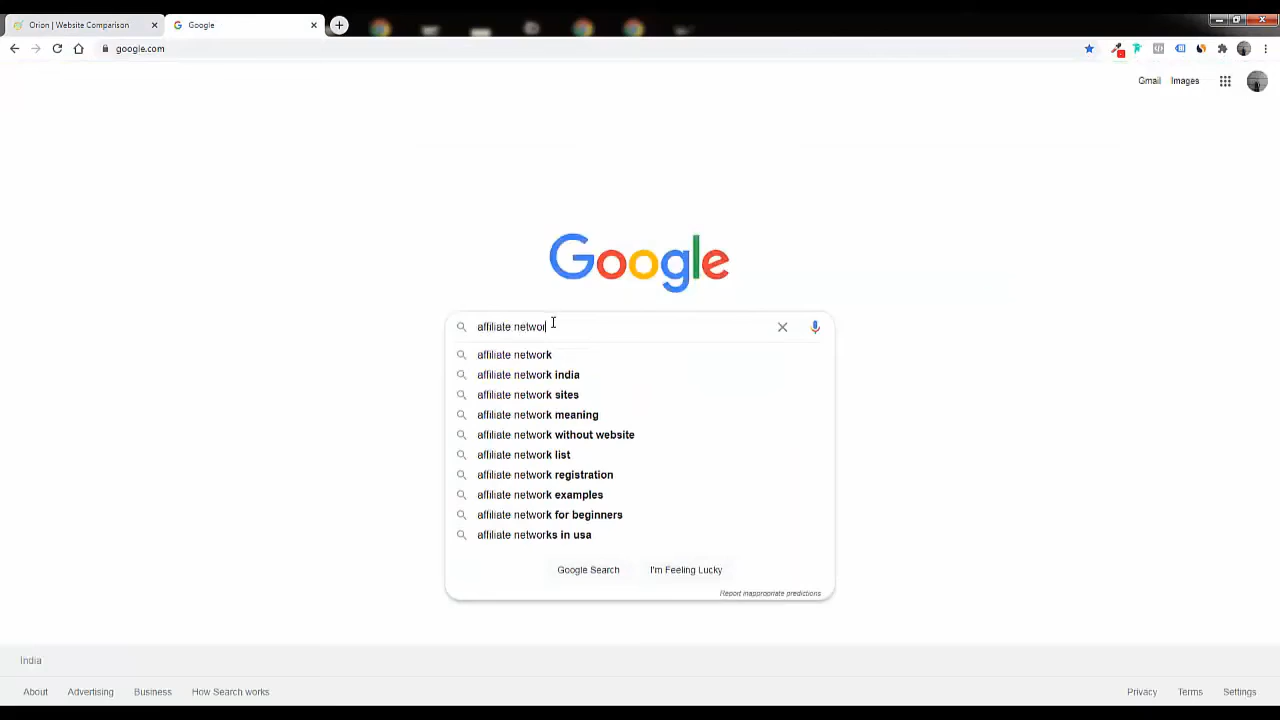 Orion | Website Comparison
Google
google.com
Gmail Images
Google
affiliate networ
affiliate network
affiliate network india
affiliate network sites
affiliate network meaning
affiliate network without website
affiliate network list
affiliate network registration
affiliate network examples
affiliate network for beginners
affiliate networks in usa
Google Search I'm Feeling Lucky
Report inappropriate predictions
India
About Advertising Business How Search works Privacy Terms Settings